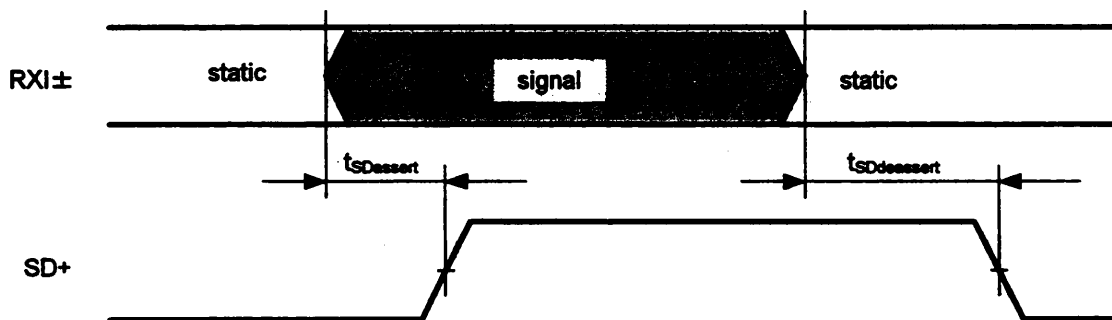 RXI±
static
signal
static
tSDassert
tSDdeassert
SD+